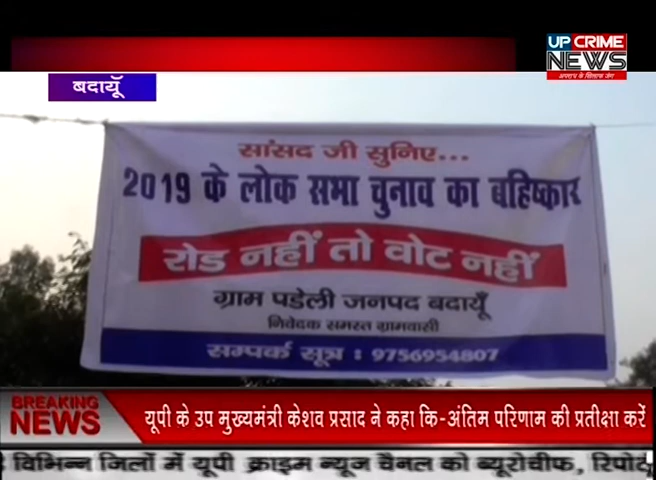 UP CRIME
NEWS
अपराध के खिलाफ जंग
बदायूँ
सांसद जी सुनिए...
2019 के लोक सभा चुनाव का बहिष्कार
रोड नहीं तो वोट नहीं
ग्राम पडेली जनपद बदायूँ
निवेदक समस्त ग्रामवासी
सम्पर्क सूत्र : 9756954807
BREAKING
NEWS
यूपी के उप मुख्यमंत्री केशव प्रसाद ने कहा कि-अंतिम परिणाम की प्रतीक्षा करें
विभिन्न जिलों में यूपी क्राइम न्यूज चैनल को ब्यूरोचीफ, रिपोर्ट